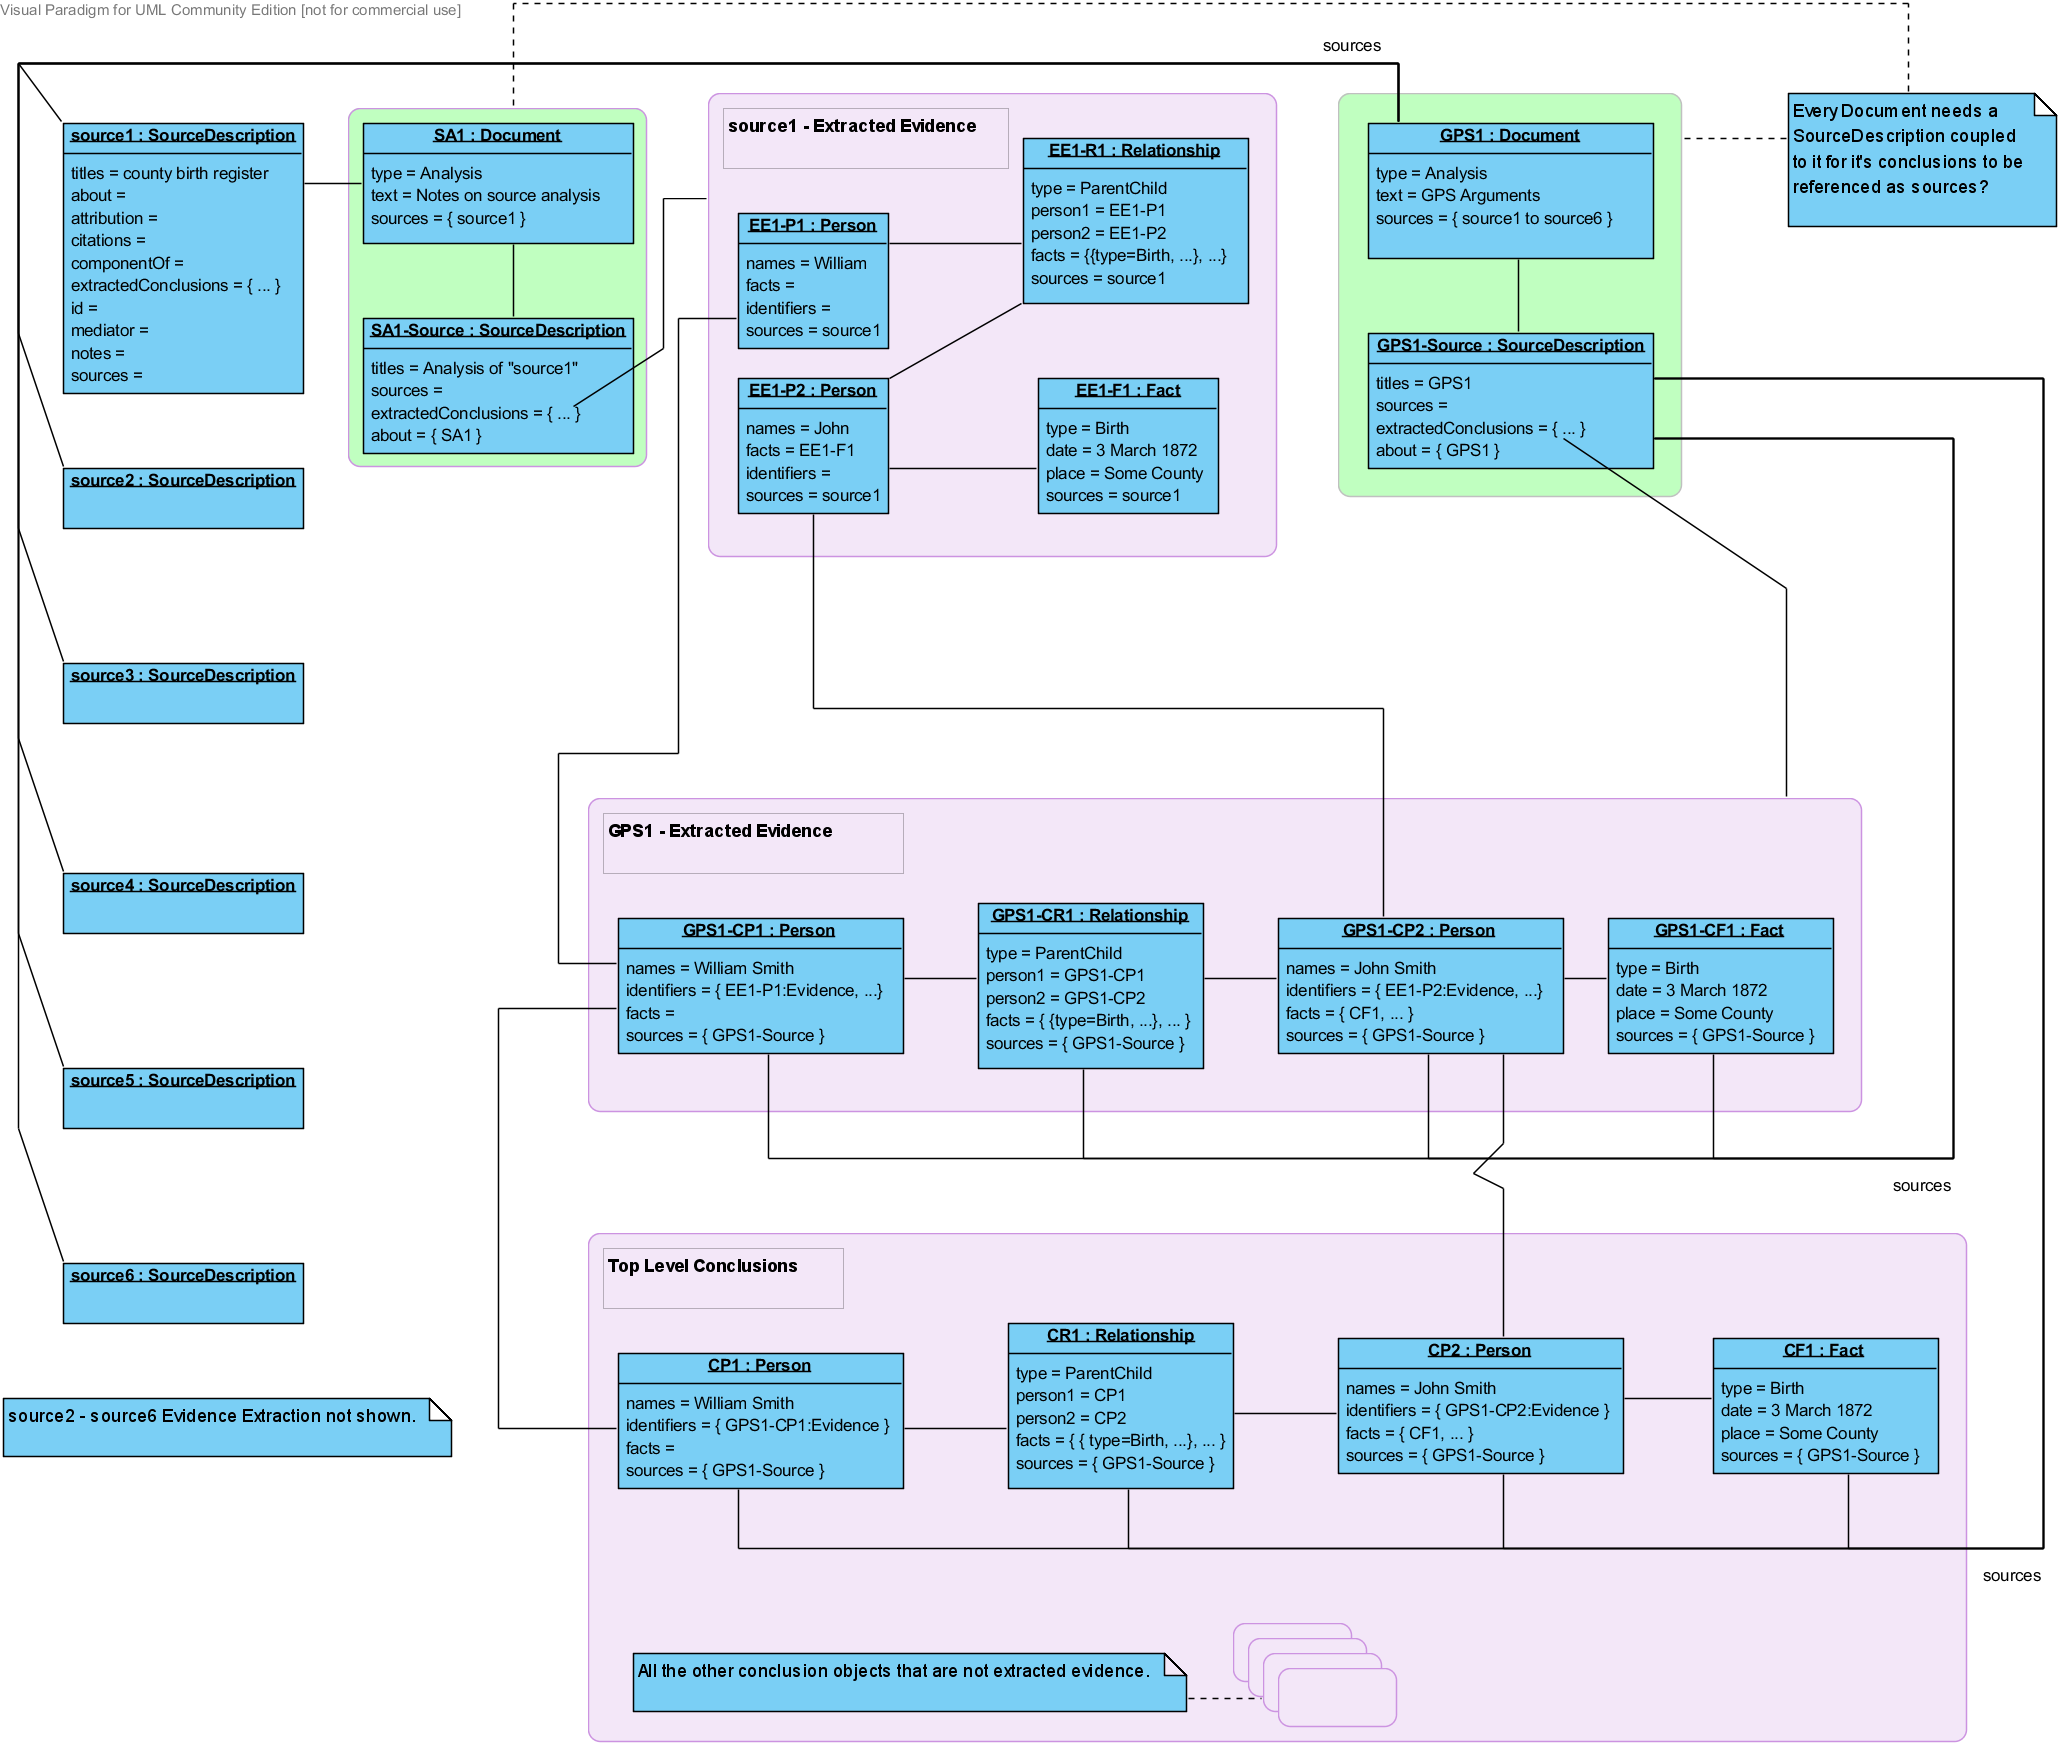 Visual Paradigm for UML Community Edition [not for commercial use]
sources
source1 : SourceDescription
titles = county birth register
about =
attribution =
citations =
componentOf =
extractedConclusions = { ... }
id =
mediator =
notes =
sources =
SA1 : Document
type = Analysis
text = Notes on source analysis
sources = { source1 }
SA1-Source : SourceDescription
titles = Analysis of "source1"
sources =
extractedConclusions = { ... }
about = { SA1 }
source1 - Extracted Evidence
EE1-R1 : Relationship
type = ParentChild
person1 = EE1-P1
person2 = EE1-P2
facts = {{type=Birth, ...}, ...}
sources = source1
EE1-P1 : Person
names = William
facts =
identifiers =
sources = source1
EE1-P2 : Person
names = John
facts = EE1-F1
identifiers =
sources = source1
EE1-F1 : Fact
type = Birth
date = 3 March 1872
place = Some County
sources = source1
GPS1 : Document
type = Analysis
text = GPS Arguments
sources = { source1 to source6 }
GPS1-Source : SourceDescription
titles = GPS1
sources =
extractedConclusions = { ... }
about = { GPS1 }
Every Document needs a
SourceDescription coupled
to it for it's conclusions to be
referenced as sources?
source2 : SourceDescription
source3 : SourceDescription
source4 : SourceDescription
source5 : SourceDescription
source6 : SourceDescription
source2 - source6 Evidence Extraction not shown.
GPS1 - Extracted Evidence
GPS1-CP1 : Person
names = William Smith
identifiers = { EE1-P1:Evidence, ...}
facts =
sources = { GPS1-Source }
GPS1-CR1 : Relationship
type = ParentChild
person1 = GPS1-CP1
person2 = GPS1-CP2
facts = { {type=Birth, ...}, ... }
sources = { GPS1-Source }
GPS1-CP2 : Person
names = John Smith
identifiers = { EE1-P2:Evidence, ...}
facts = { CF1, ... }
sources = { GPS1-Source }
GPS1-CF1 : Fact
type = Birth
date = 3 March 1872
place = Some County
sources = { GPS1-Source }
sources
Top Level Conclusions
CP1 : Person
names = William Smith
identifiers = { GPS1-CP1:Evidence }
facts =
sources = { GPS1-Source }
CR1 : Relationship
type = ParentChild
person1 = CP1
person2 = CP2
facts = { { type=Birth, ...}, ... }
sources = { GPS1-Source }
CP2 : Person
names = John Smith
identifiers = { GPS1-CP2:Evidence }
facts = { CF1, ... }
sources = { GPS1-Source }
CF1 : Fact
type = Birth
date = 3 March 1872
place = Some County
sources = { GPS1-Source }
sources
All the other conclusion objects that are not extracted evidence.